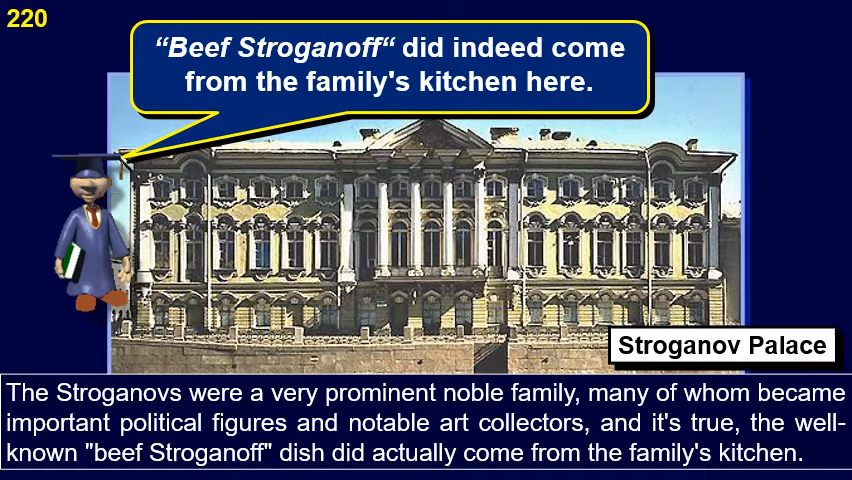 220
“Beef Stroganoff“ did indeed come
from the family's kitchen here.
Stroganov Palace
The Stroganovs were a very prominent noble family, many of whom became
important political figures and notable art collectors, and it's true, the well-
known "beef Stroganoff" dish did actually come from the family's kitchen.